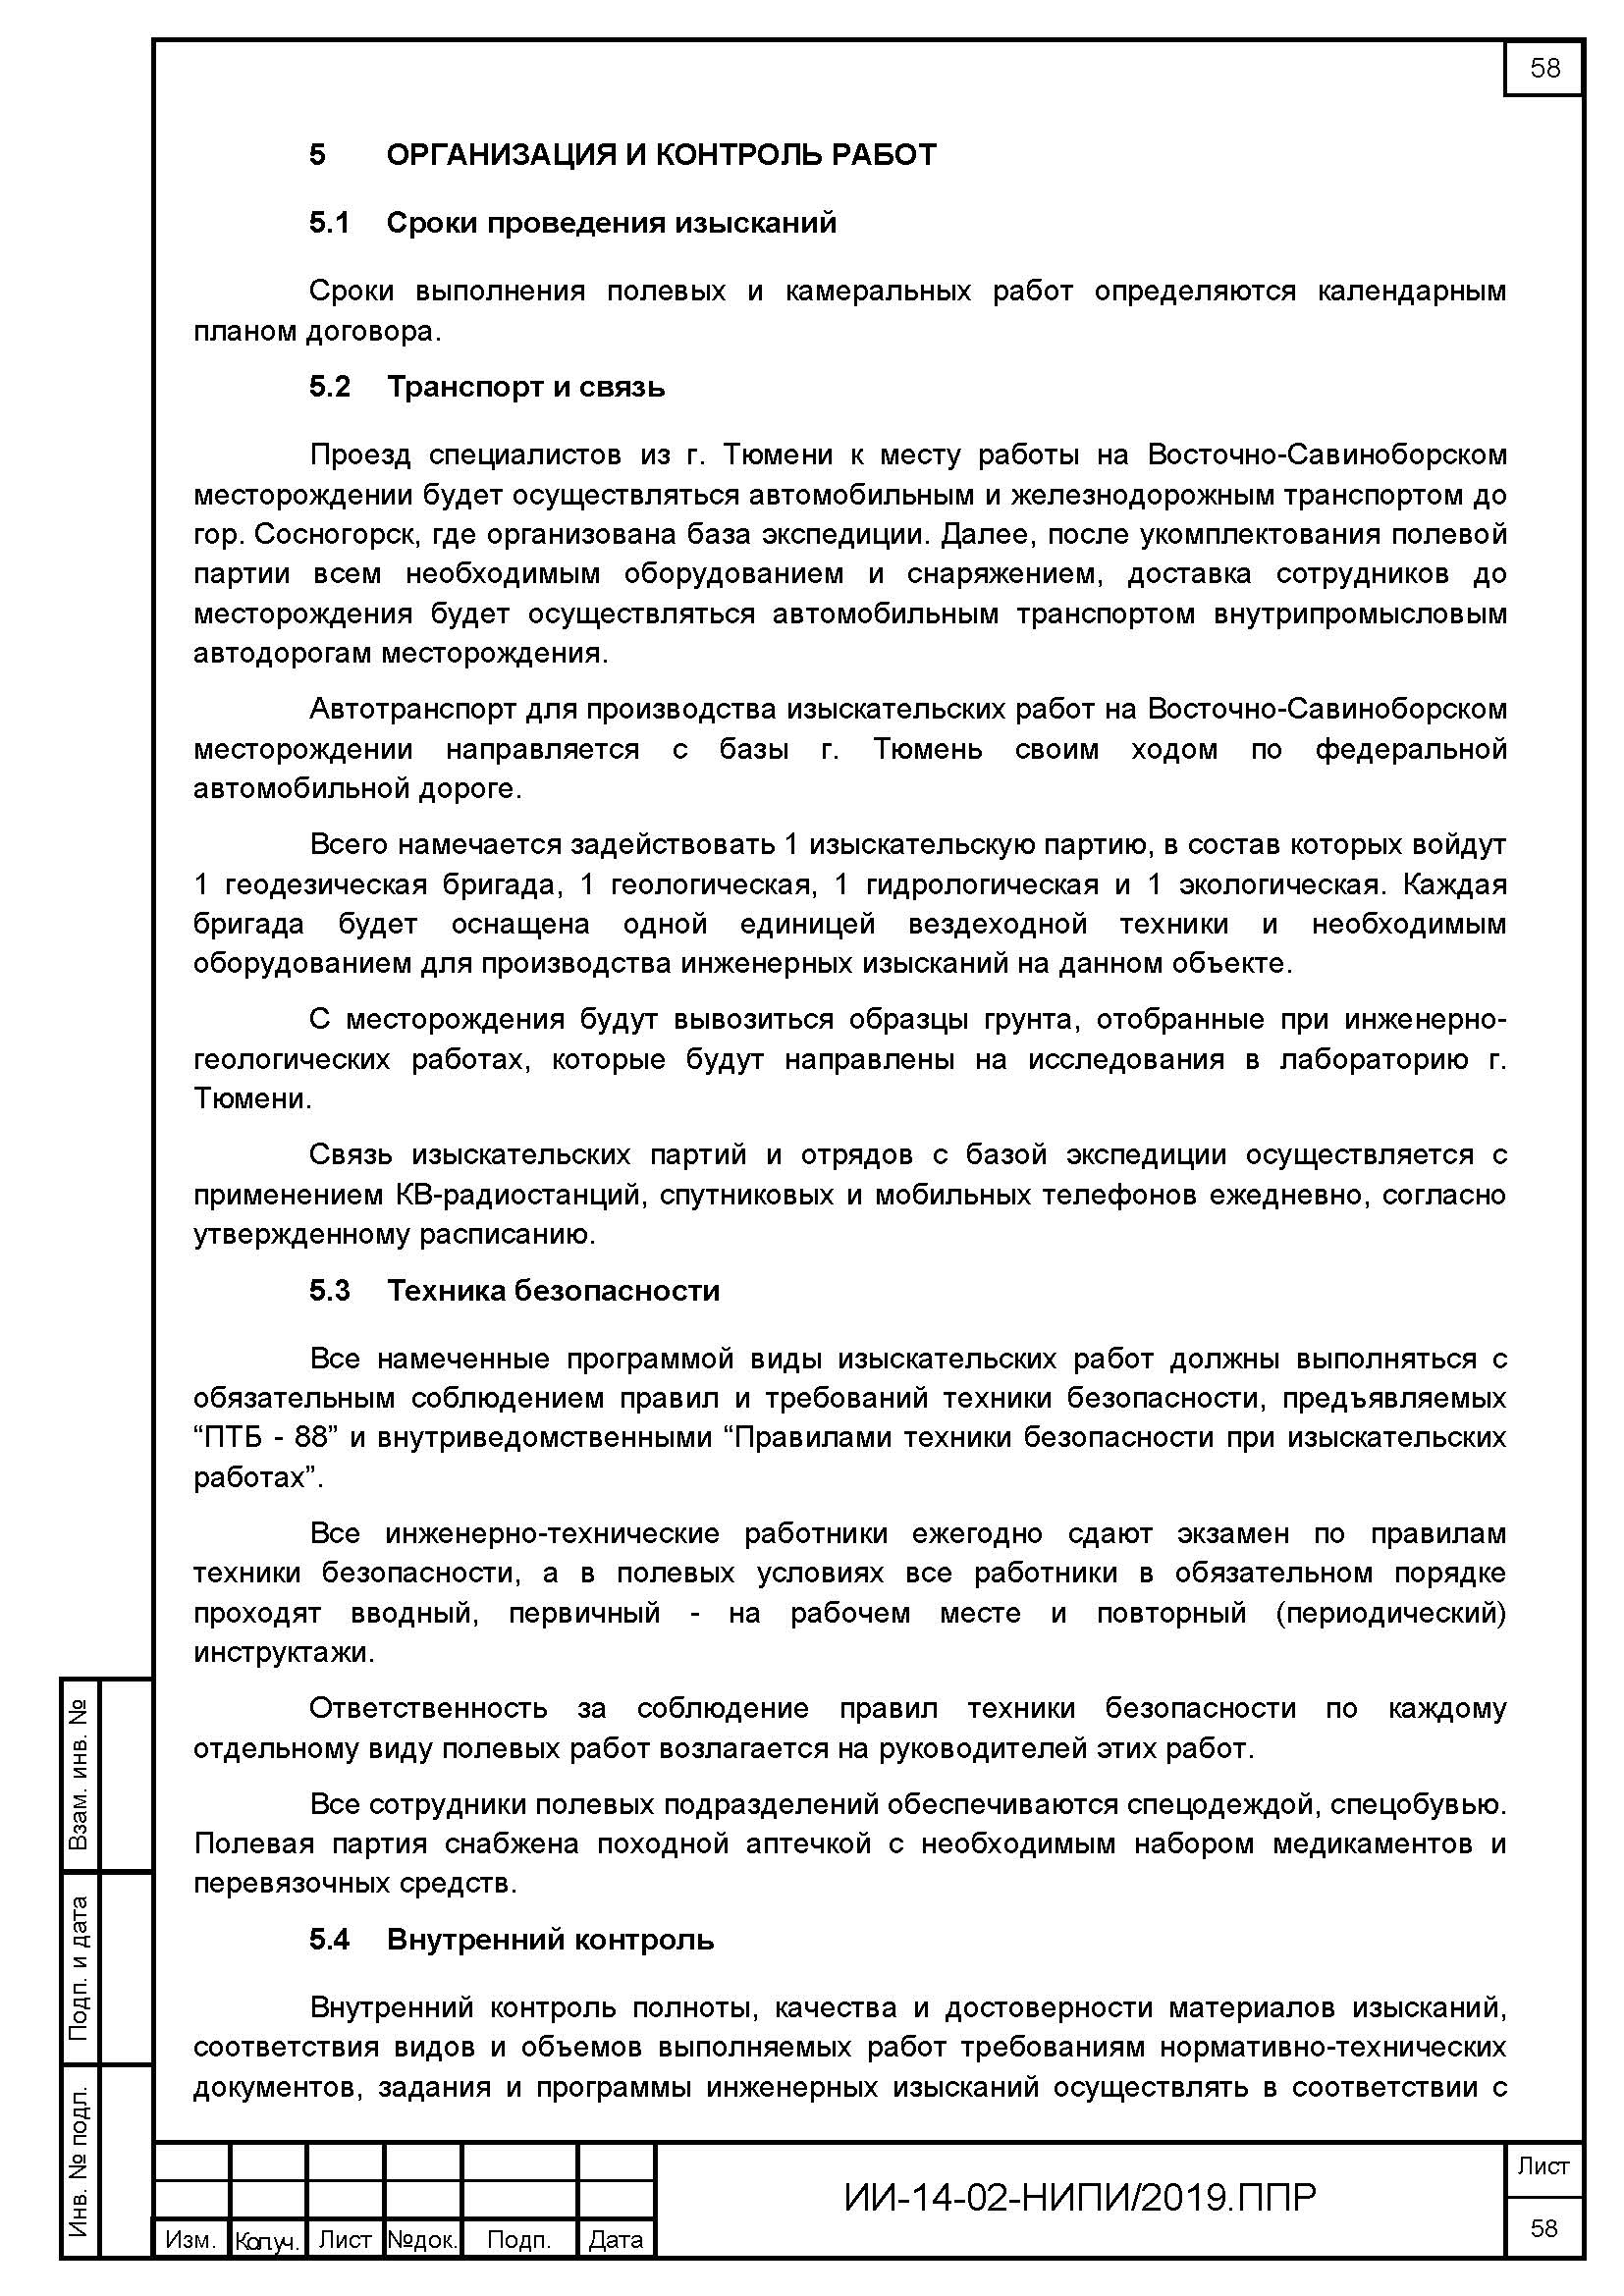 58
5 ОРГАНИЗАЦИЯ И КОНТРОЛЬ РАБОТ
5.1 Сроки проведения изысканий
Сроки выполнения полевых и камеральных работ определяются календарным
планом договора.
5.2 Транспорт и связь
Проезд специалистов из г. Тюмени к месту работы на Восточно-Савиноборском
месторождении будет осуществляться автомобильным и железнодорожным транспортом до
гор. Сосногорск, где организована база экспедиции. Далее, после укомплектования полевой
партии всем необходимым оборудованием и снаряжением, доставка сотрудников до
месторождения будет осуществляться автомобильным транспортом внутрипромысловым
автодорогам месторождения.
Автотранспорт для производства изыскательских работ на Восточно-Савиноборском
месторождении направляется с базы г. Тюмень своим ходом по федеральной
автомобильной дороге.
Всего намечается задействовать 1 изыскательскую партию, в состав которых войдут
1 геодезическая бригада, 1 геологическая, 1 гидрологическая и 1 экологическая. Каждая
бригада будет оснащена одной единицей вездеходной техники и необходимым
оборудованием для производства инженерных изысканий на данном объекте.
С месторождения будут вывозиться образцы грунта, отобранные при инженерно-
геологических работах, которые будут направлены на исследования в лабораторию г.
Тюмени.
Связь изыскательских партий и отрядов с базой экспедиции осуществляется с
применением КВ-радиостанций, спутниковых и мобильных телефонов ежедневно, согласно
утвержденному расписанию.
5.3 Техника безопасности
Все намеченные программой виды изыскательских работ должны выполняться с
обязательным соблюдением правил и требований техники безопасности, предъявляемых
“ПТБ - 88” и внутриведомственными “Правилами техники безопасности при изыскательских
работах”.
Все инженерно-технические работники ежегодно сдают экзамен по правилам
техники безопасности, а в полевых условиях все работники в обязательном порядке
проходят вводный, первичный - на рабочем месте и повторный (периодический)
инструктажи.
Ответственность за соблюдение правил техники безопасности по каждому
отдельному виду полевых работ возлагается на руководителей этих работ.
Все сотрудники полевых подразделений обеспечиваются спецодеждой, спецобувью.
Полевая партия снабжена походной аптечкой с необходимым набором медикаментов и
перевязочных средств.
5.4 Внутренний контроль
Внутренний контроль полноты, качества и достоверности материалов изысканий,
соответствия видов и объемов выполняемых работ требованиям нормативно-технических
документов, задания и программы инженерных изысканий осуществлять в соответствии с
Взам. инв. №
Подп. и дата
Инв. № подл.
Изм. Кол.уч. Лист №док. Подп. Дата
ИИ-14-02-НИПИ/2019.ППР
Лист
58